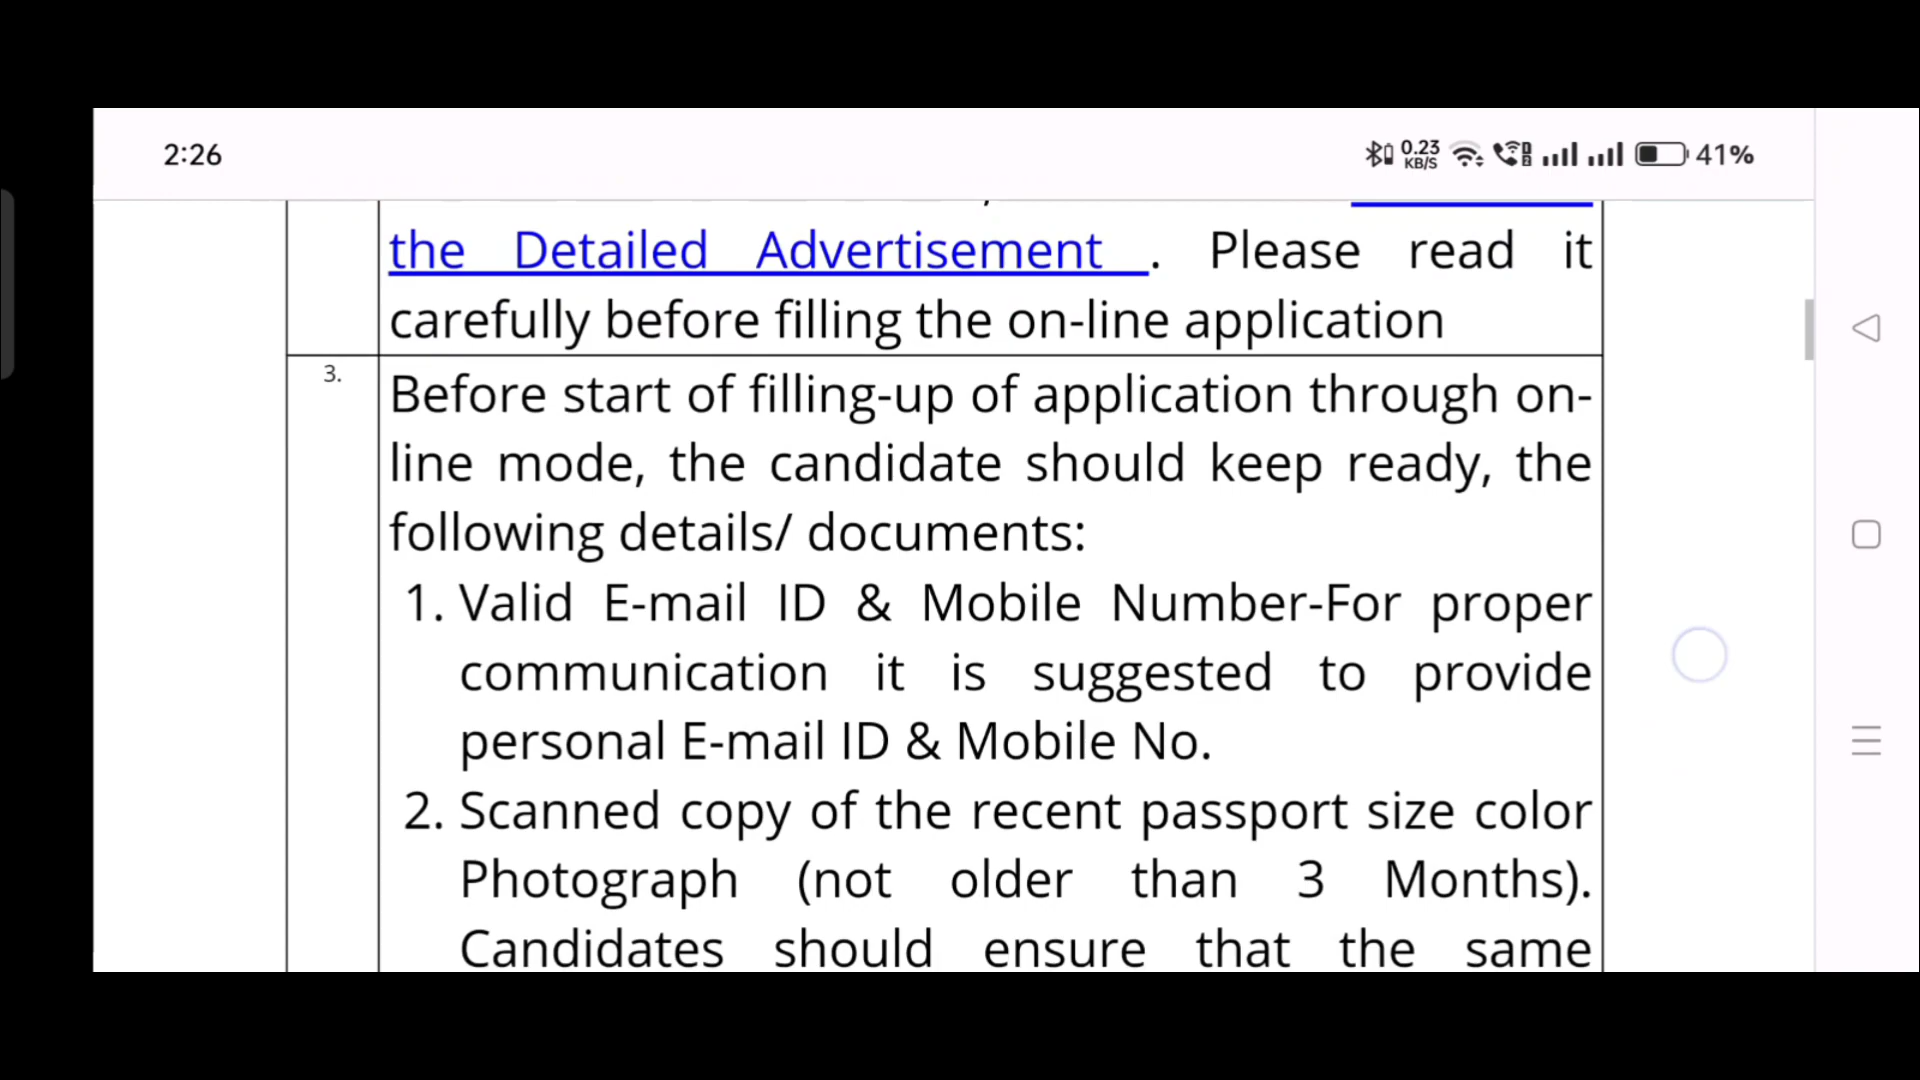 2:26
0.23
KB/S
41%
the Detailed Advertisement . Please read it
carefully before filling the on-line application
3.
Before start of filling-up of application through on-
line mode, the candidate should keep ready, the
following details/ documents:
1. Valid E-mail ID & Mobile Number-For proper
communication it is suggested to provide
personal E-mail ID & Mobile No.
2. Scanned copy of the recent passport size color
Photograph (not older than 3 Months).
Candidates should ensure that the same